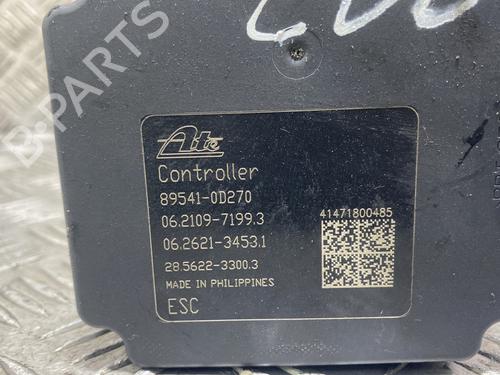 B-PARTS
Ate
Controller
89541-0D270
06.2109-7199.3
41471800485
06.2621-3453.1
28.5622-3300.3
MADE IN PHILIPPINES
ESC